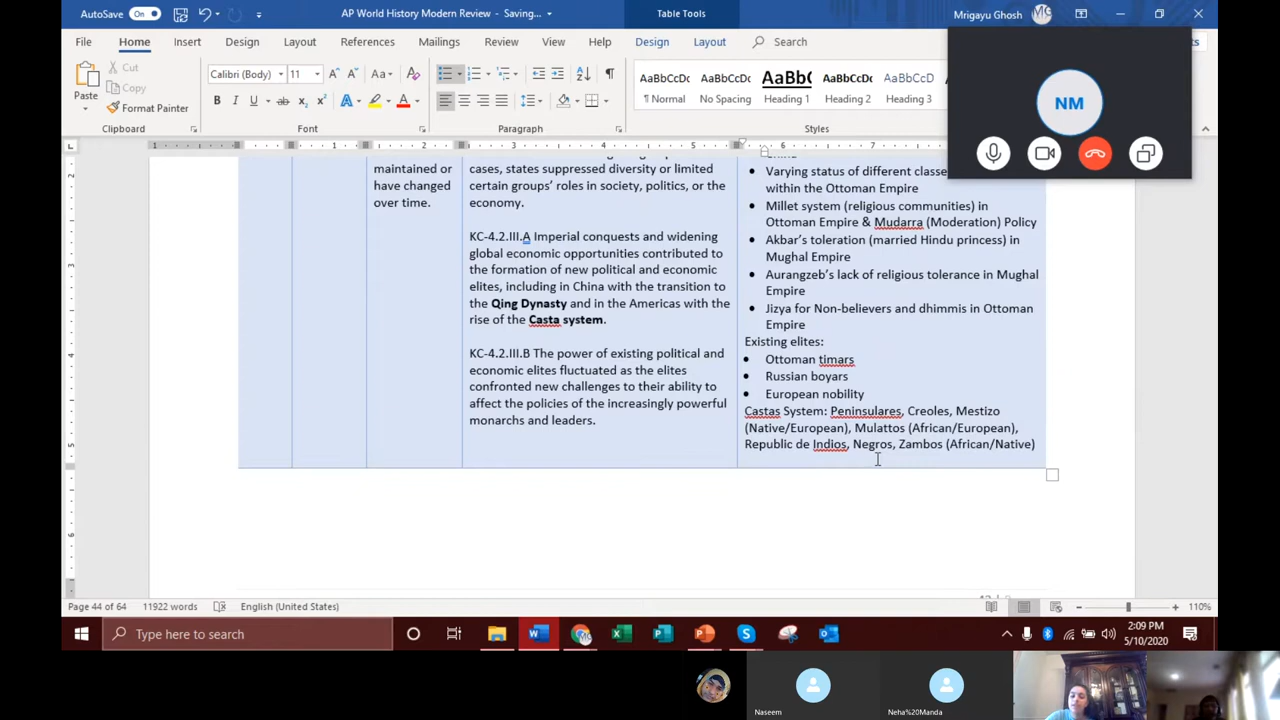 AutoSave On AP World History Modern Review - Saving... Table Tools Mrigayu Ghosh MG
File Home Insert Design Layout References Mailings Review View Help Design Layout Search
Paste Cut Copy Format Painter
Calibri (Body) 11
AaBbCcDc AaBbCcDc AaBbC AaBbCcDc AaBbCcD
¶ Normal No Spacing Heading 1 Heading 2 Heading 3
Clipboard Font Paragraph Styles
NM
maintained or
have changed
over time.
cases, states suppressed diversity or limited
certain groups' roles in society, politics, or the
economy.
KC-4.2.III.A Imperial conquests and widening
global economic opportunities contributed to
the formation of new political and economic
elites, including in China with the transition to
the Qing Dynasty and in the Americas with the
rise of the Casta system.
KC-4.2.III.B The power of existing political and
economic elites fluctuated as the elites
confronted new challenges to their ability to
affect the policies of the increasingly powerful
monarchs and leaders.
China
• Varying status of different classe
within the Ottoman Empire
• Millet system (religious communities) in
Ottoman Empire & Mudarra (Moderation) Policy
• Akbar's toleration (married Hindu princess) in
Mughal Empire
• Aurangzeb's lack of religious tolerance in Mughal
Empire
• Jizya for Non-believers and dhimmis in Ottoman
Empire
Existing elites:
• Ottoman timars
• Russian boyars
• European nobility
Castas System: Peninsulares, Creoles, Mestizo
(Native/European), Mulattos (African/European),
Republic de Indios, Negros, Zambos (African/Native)
Page 44 of 64 11922 words English (United States) 110%
Type here to search
2:09 PM
5/10/2020
Naseem
Neha%20Manda